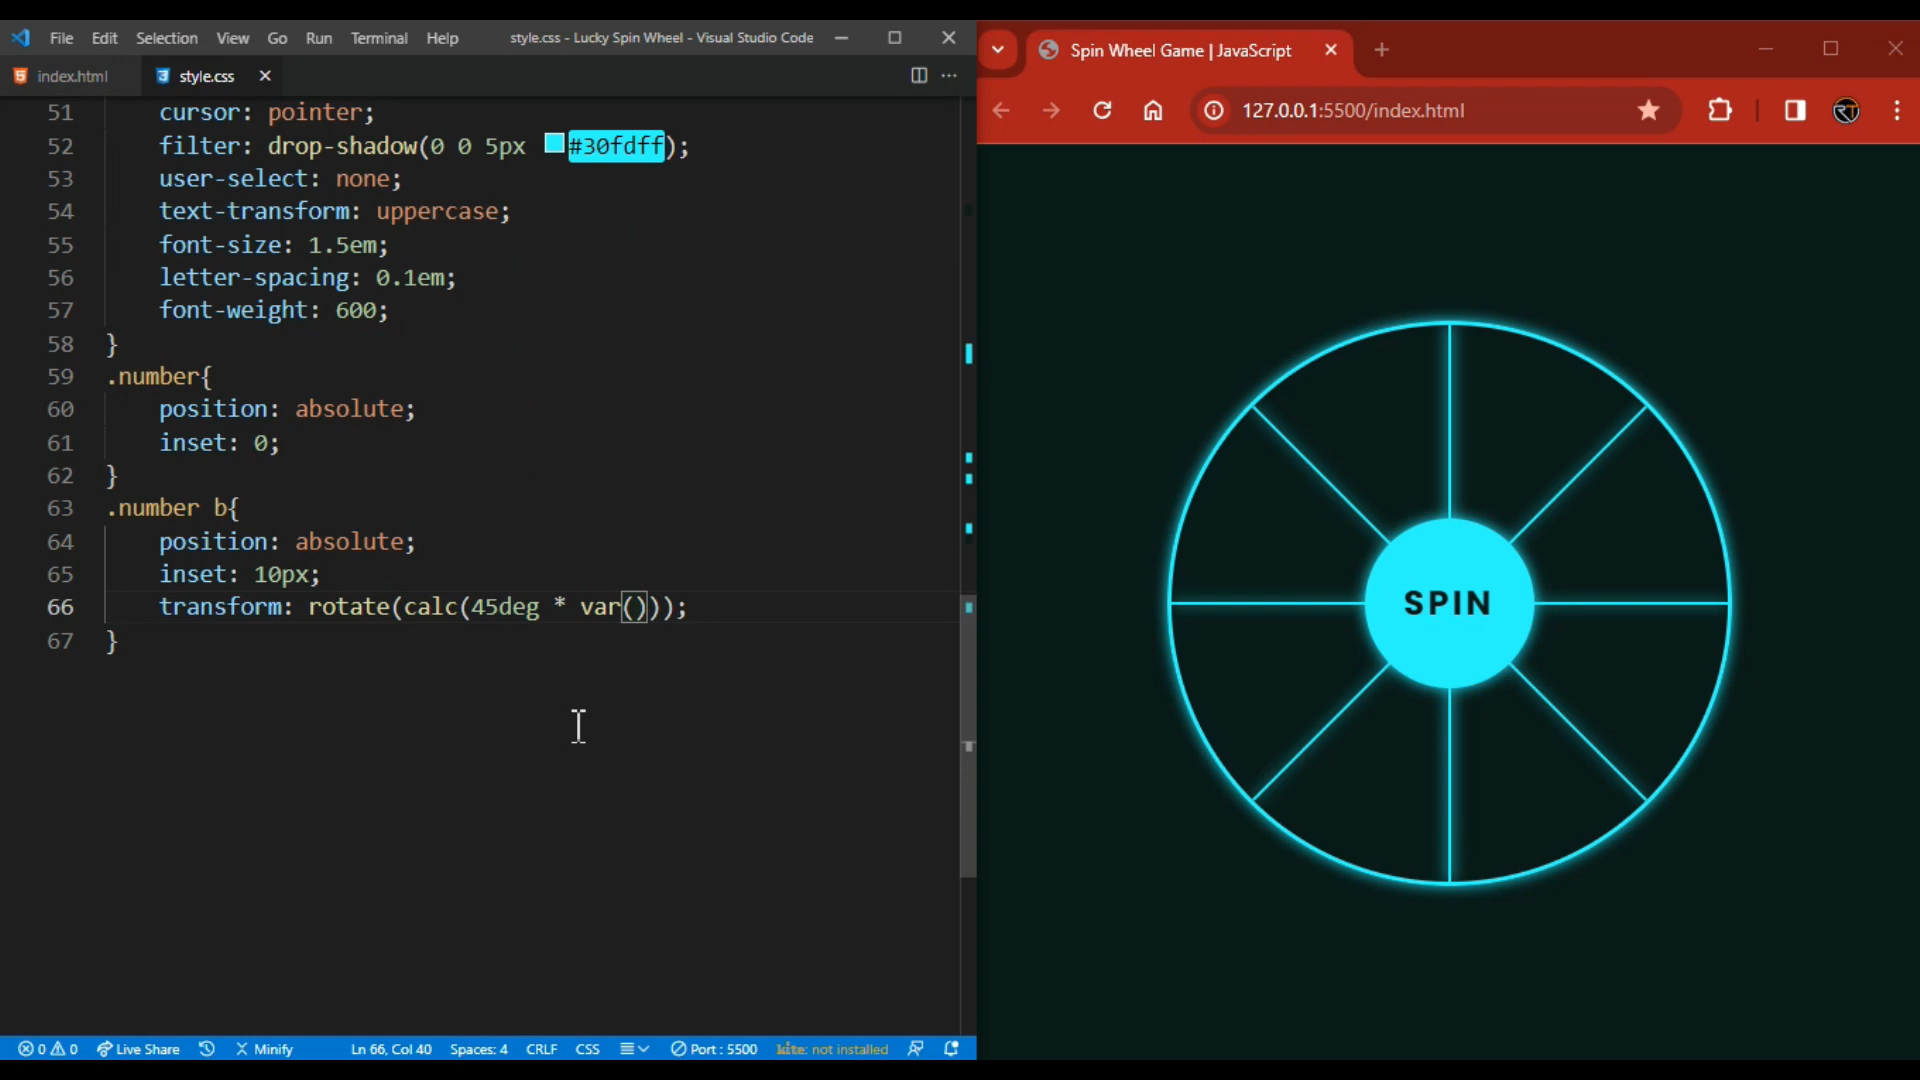 File Edit Selection View Go Run Terminal Help style.css - Lucky Spin Wheel - Visual Studio Code
index.html style.css
51 cursor: pointer;
52 filter: drop-shadow(0 0 5px #30fdff);
53 user-select: none;
54 text-transform: uppercase;
55 font-size: 1.5em;
56 letter-spacing: 0.1em;
57 font-weight: 600;
58 }
59 .number{
60 position: absolute;
61 inset: 0;
62 }
63 .number b{
64 position: absolute;
65 inset: 10px;
66 transform: rotate(calc(45deg * var()));
67 }
0 0 Live Share Minify Ln 66, Col 40 Spaces: 4 CRLF CSS Port : 5500 kite: not installed
Spin Wheel Game | JavaScript
127.0.0.1:5500/index.html
RT
SPIN